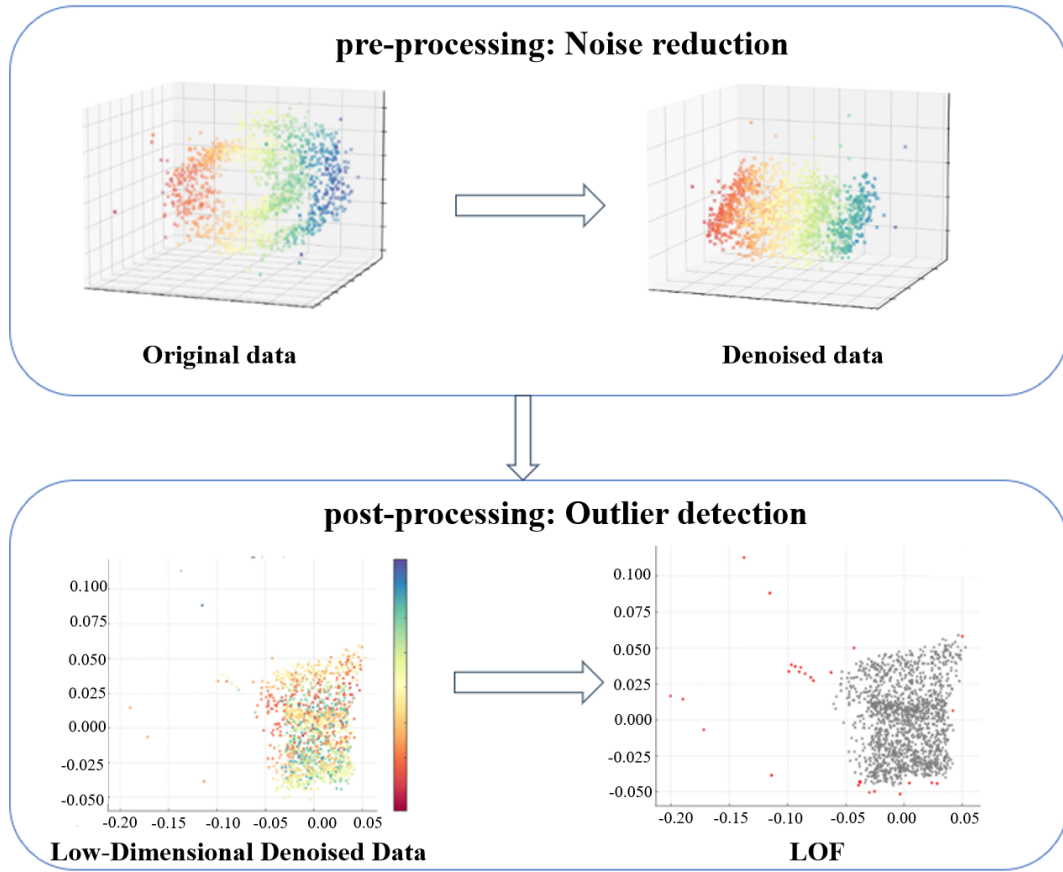 pre-processing: Noise reduction
Original data
Denoised data
post-processing: Outlier detection
0.100
0.075
0.050
0.025
0.000
-0.025
-0.050
-0.20 -0.15 -0.10 -0.05 0.00 0.05
Low-Dimensional Denoised Data
0.100
0.075
0.050
0.025
0.000
-0.025
-0.050
-0.20 -0.15 -0.10 -0.05 0.00 0.05
LOF